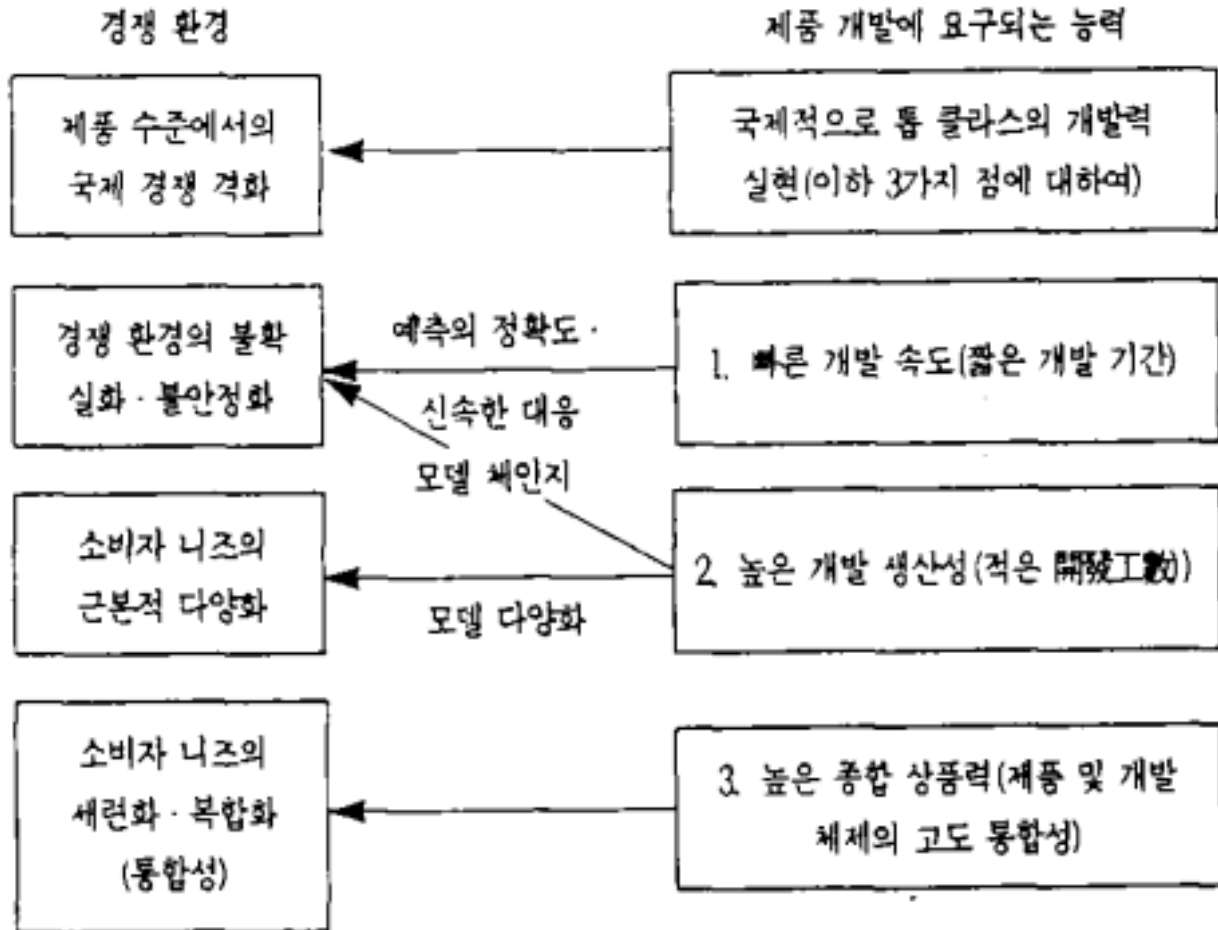 경쟁 환경
제품 개발에 요구되는 능력
제품 수준에서의
국제 경쟁 격화
국제적으로 톱 클라스의 개발력
실현(이하 3가지 점에 대하여)
경쟁 환경의 불확
실화·불안정화
예측의 정확도·
신속한 대응
모델 체인지
1. 빠른 개발 속도(짧은 개발 기간)
소비자 니즈의
근본적 다양화
모델 다양화
2. 높은 개발 생산성(적은 開發工數))
소비자 니즈의
세련화·복합화
(통합성)
3. 높은 종합 상품력(제품 및 개발
체제의 고도 통합성)